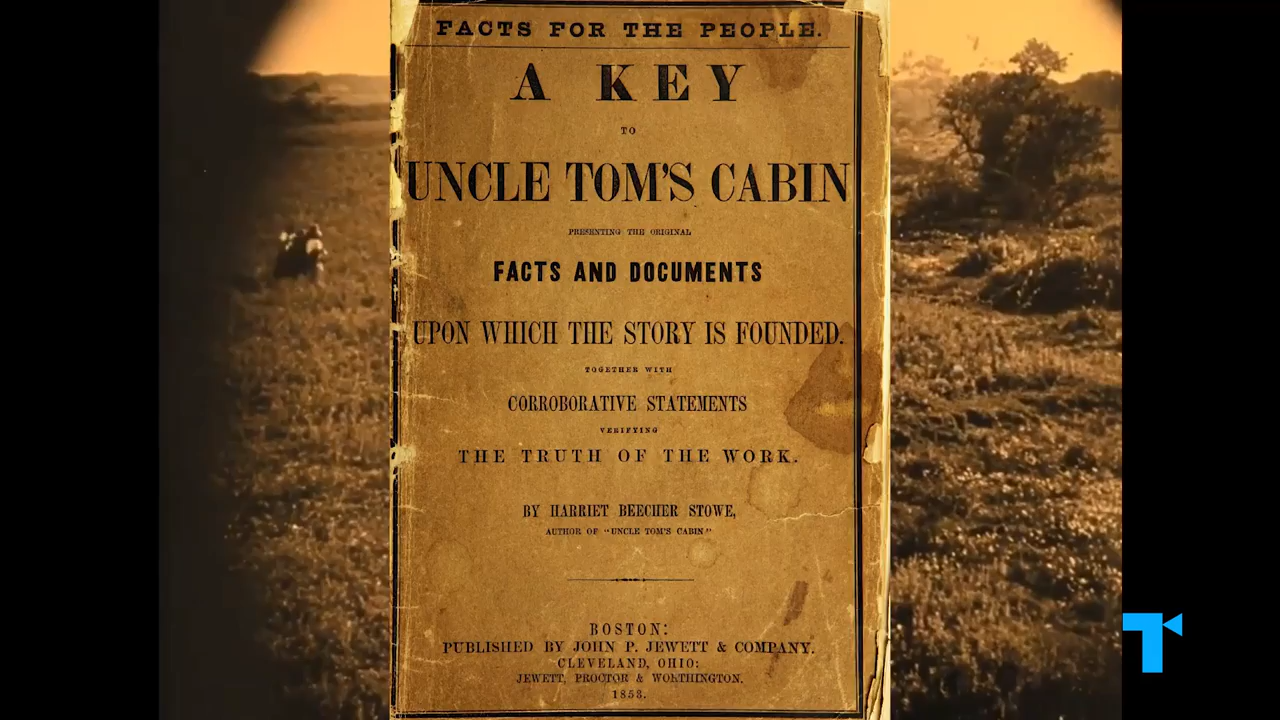 FACTS FOR THE PEOPLE.
A KEY
TO
UNCLE TOM'S CABIN
PRESENTING THE ORIGINAL
FACTS AND DOCUMENTS
UPON WHICH THE STORY IS FOUNDED.
TOGETHER WITH
CORROBORATIVE STATEMENTS
VERIFYING
THE TRUTH OF THE WORK.
BY HARRIET BEECHER STOWE,
AUTHOR OF "UNCLE TOM'S CABIN"
BOSTON:
PUBLISHED BY JOHN P. JEWETT & COMPANY.
CLEVELAND, OHIO:
JEWETT, PROCTOR & WORTHINGTON.
1853.